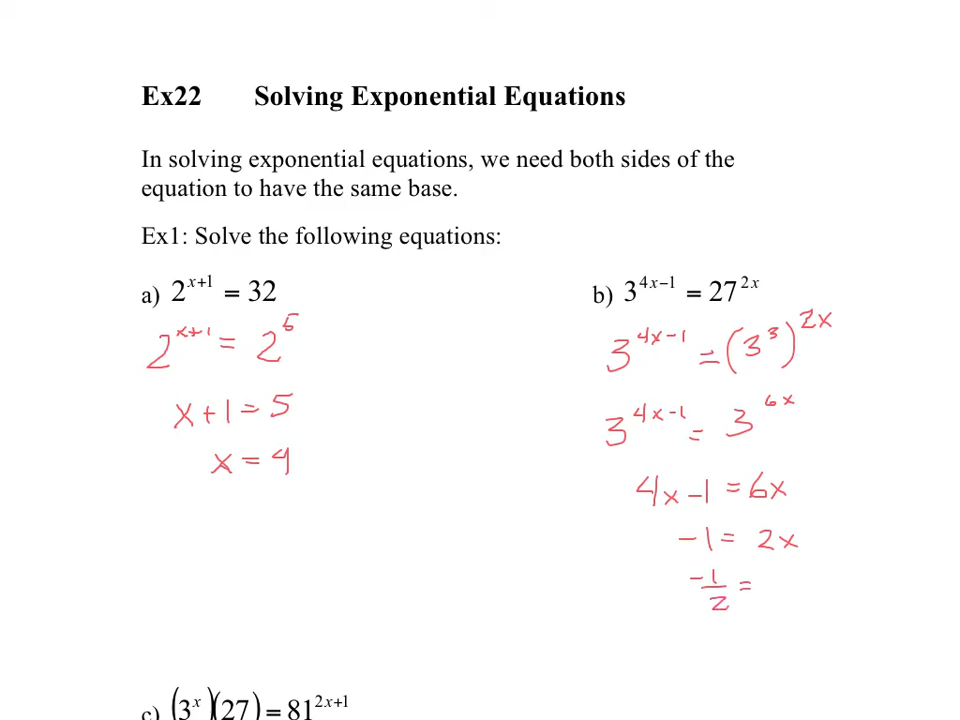 Ex22 Solving Exponential Equations
In solving exponential equations, we need both sides of the
equation to have the same base.
Ex1: Solve the following equations:
a) 2^{x+1} = 32
2^{x+1} = 2^5
x+1 = 5
x = 4
b) 3^{4x-1} = 27^{2x}
3^{4x-1} = (3^3)^{2x}
3^{4x-1} = 3^{6x}
4x-1 = 6x
-1 = 2x
-1/2 =
c) (3^x)(27) = 81^{2x+1}